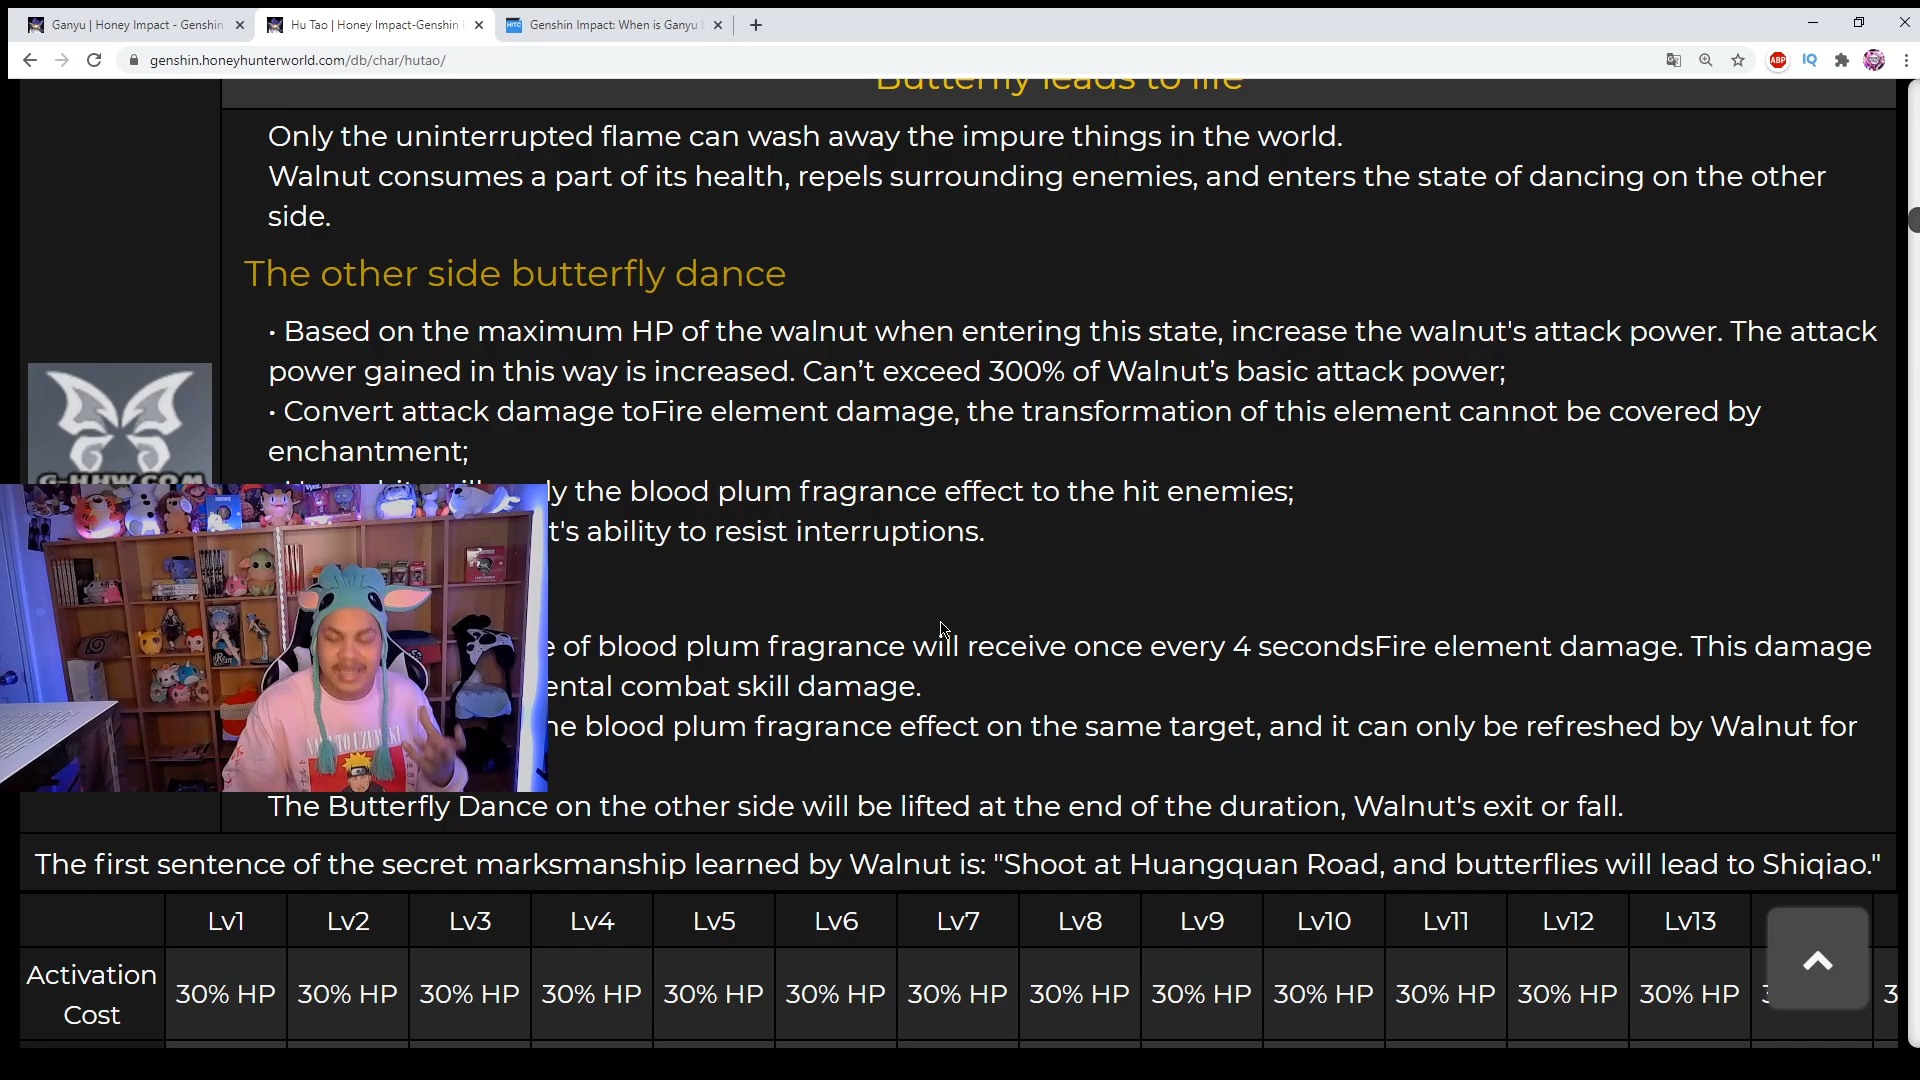 Ganyu | Honey Impact - Genshin
Hu Tao | Honey Impact-Genshin
Genshin Impact: When is Ganyu
genshin.honeyhunterworld.com/db/char/hutao/
ABP
IQ
Butterfly leads to life
Only the uninterrupted flame can wash away the impure things in the world.
Walnut consumes a part of its health, repels surrounding enemies, and enters the state of dancing on the other
side.
The other side butterfly dance
• Based on the maximum HP of the walnut when entering this state, increase the walnut's attack power. The attack
power gained in this way is increased. Can’t exceed 300% of Walnut’s basic attack power;
• Convert attack damage toFire element damage, the transformation of this element cannot be covered by
enchantment;
the blood plum fragrance effect to the hit enemies;
t's ability to resist interruptions.
of blood plum fragrance will receive once every 4 secondsFire element damage. This damage
ental combat skill damage.
he blood plum fragrance effect on the same target, and it can only be refreshed by Walnut for
The Butterfly Dance on the other side will be lifted at the end of the duration, Walnut's exit or fall.
The first sentence of the secret marksmanship learned by Walnut is: "Shoot at Huangquan Road, and butterflies will lead to Shiqiao."
Lv1 Lv2 Lv3 Lv4 Lv5 Lv6 Lv7 Lv8 Lv9 Lv10 Lv11 Lv12 Lv13
Activation
Cost
30% HP 30% HP 30% HP 30% HP 30% HP 30% HP 30% HP 30% HP 30% HP 30% HP 30% HP 30% HP 30% HP 3